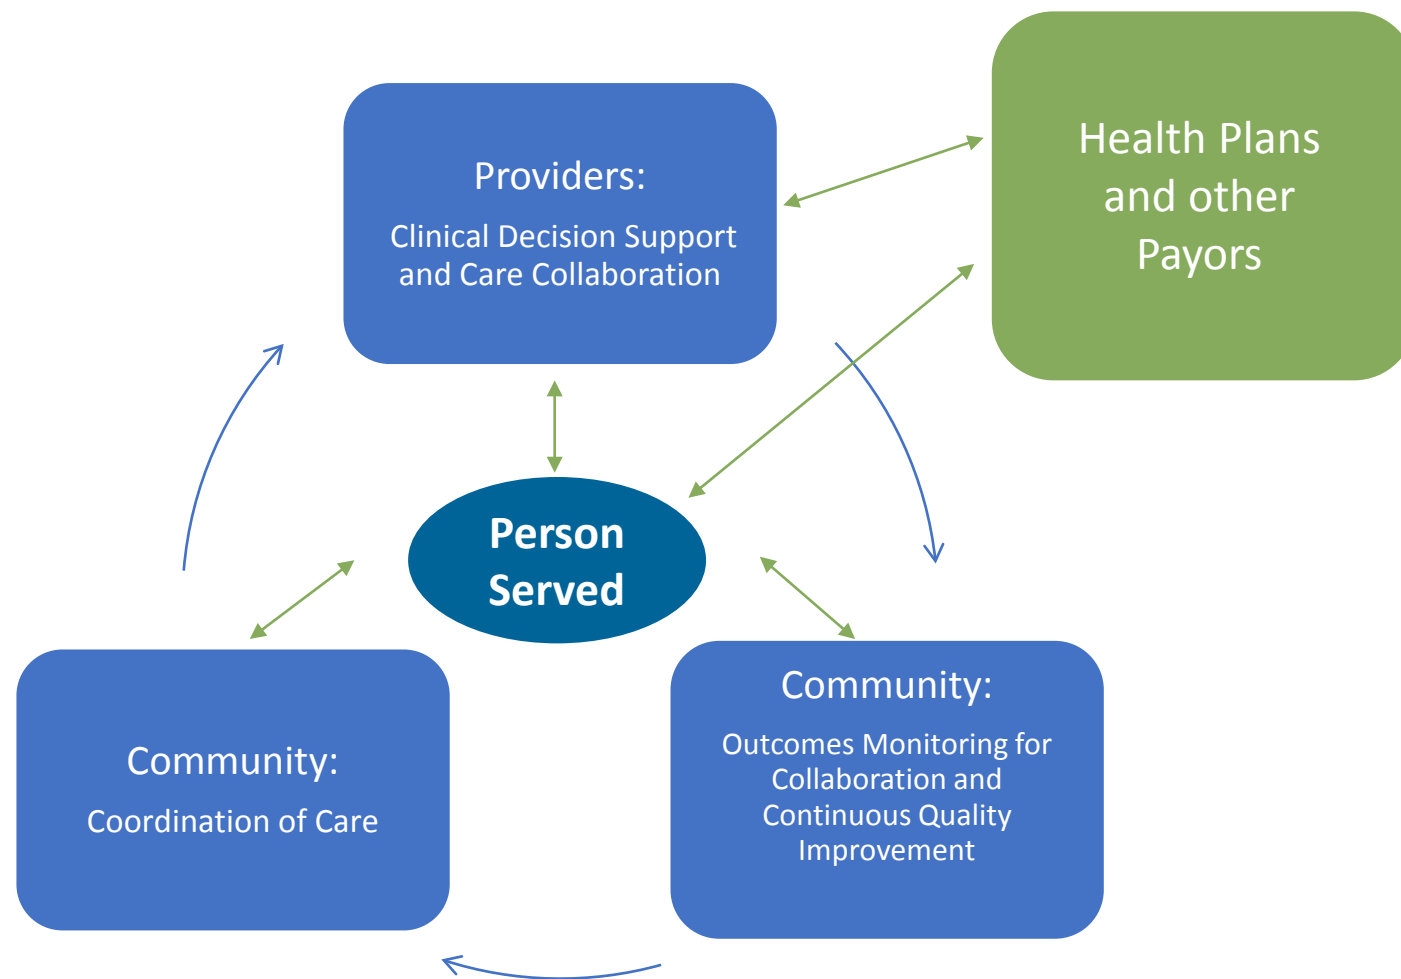 Health Plans
and other
Payors
Providers:
Clinical Decision Support
and Care Collaboration
Person
Served
Community:
Coordination of Care
Community:
Outcomes Monitoring for
Collaboration and
Continuous Quality
Improvement